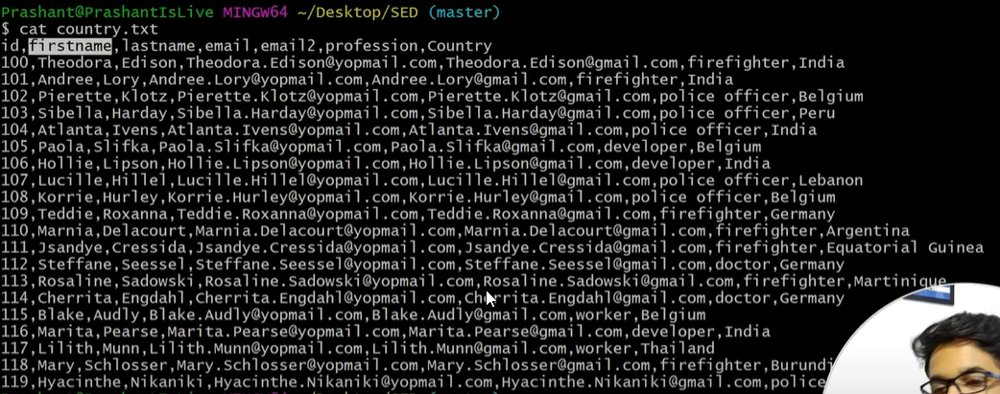 Prashant@PrashantIsLive MINGW64 ~/Desktop/SED (master)
$ cat country.txt
id,firstname,lastname,email,email2,profession,Country
100,Theodora,Edison,Theodora.Edison@yopmail.com,Theodora.Edison@gmail.com,firefighter,India
101,Andree,Lory,Andree.Lory@yopmail.com,Andree.Lory@gmail.com,firefighter,India
102,Pierette,Klotz,Pierette.Klotz@yopmail.com,Pierette.Klotz@gmail.com,police officer,Belgium
103,Sibella,Harday,Sibella.Harday@yopmail.com,Sibella.Harday@gmail.com,police officer,Peru
104,Atlanta,Ivens,Atlanta.Ivens@yopmail.com,Atlanta.Ivens@gmail.com,police officer,India
105,Paola,Slifka,Paola.Slifka@yopmail.com,Paola.Slifka@gmail.com,developer,Belgium
106,Hollie,Lipson,Hollie.Lipson@yopmail.com,Hollie.Lipson@gmail.com,developer,India
107,Lucille,Hillel,Lucille.Hillel@yopmail.com,Lucille.Hillel@gmail.com,police officer,Lebanon
108,Korrie,Hurley,Korrie.Hurley@yopmail.com,Korrie.Hurley@gmail.com,police officer,Belgium
109,Teddie,Roxanna,Teddie.Roxanna@yopmail.com,Teddie.Roxanna@gmail.com,firefighter,Germany
110,Marnia,Delacourt,Marnia.Delacourt@yopmail.com,Marnia.Delacourt@gmail.com,firefighter,Argentina
111,Jsandye,Cressida,Jsandye.Cressida@yopmail.com,Jsandye.Cressida@gmail.com,firefighter,Equatorial Guinea
112,Steffane,Seessel,Steffane.Seessel@yopmail.com,Steffane.Seessel@gmail.com,doctor,Germany
113,Rosaline,Sadowski,Rosaline.Sadowski@yopmail.com,Rosaline.Sadowski@gmail.com,firefighter,Martinique
114,Cherrita,Engdahl,Cherrita.Engdahl@yopmail.com,Cherrita.Engdahl@gmail.com,doctor,Germany
115,Blake,Audly,Blake.Audly@yopmail.com,Blake.Audly@gmail.com,worker,Belgium
116,Marita,Pearse,Marita.Pearse@yopmail.com,Marita.Pearse@gmail.com,developer,India
117,Lilith,Munn,Lilith.Munn@yopmail.com,Lilith.Munn@gmail.com,worker,Thailand
118,Mary,Schlosser,Mary.Schlosser@yopmail.com,Mary.Schlosser@gmail.com,firefighter,Burundi
119,Hyacinthe,Nikaniki,Hyacinthe.Nikaniki@yopmail.com,Hyacinthe.Nikaniki@gmail.com,police